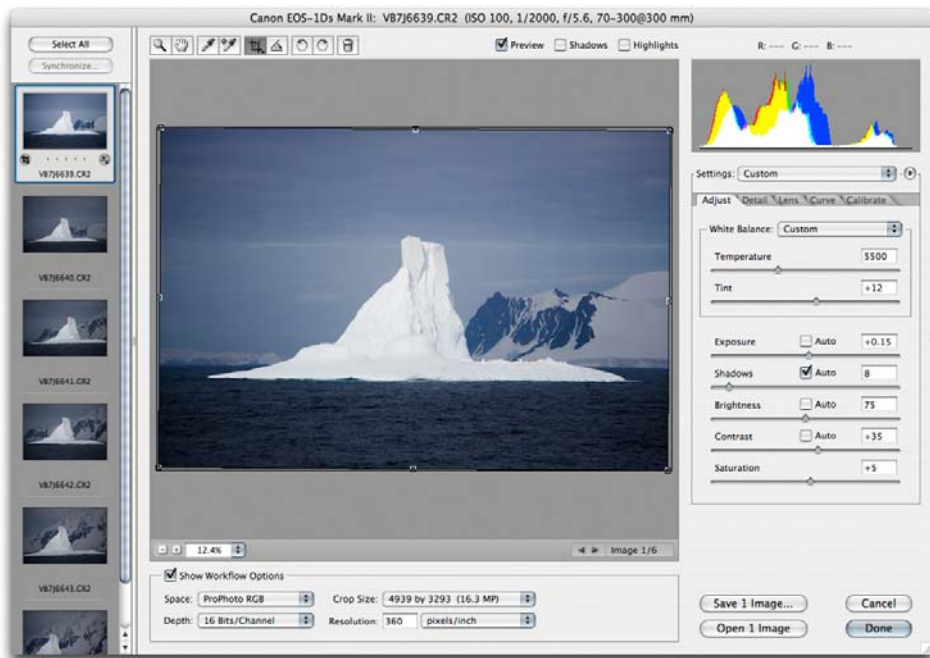 Canon EOS-1Ds Mark II: VB7J6639.CR2 (ISO 100, 1/2000, f/5.6, 70-300@300 mm)
Select All
Synchronize...
Preview Shadows Highlights
R: --- G: --- B: ---
VB7J6639.CR2
VB7J6640.CR2
VB7J6641.CR2
VB7J6642.CR2
VB7J6643.CR2
Settings: Custom
Adjust Detail Lens Curve Calibrate
White Balance: Custom
Temperature 5500
Tint +12
Exposure Auto +0.15
Shadows Auto 8
Brightness Auto 75
Contrast Auto +35
Saturation +5
12.4%
Image 1/6
Show Workflow Options
Space: ProPhoto RGB Crop Size: 4939 by 3293 (16.3 MP)
Depth: 16 Bits/Channel Resolution: 360 pixels/inch
Save 1 Image... Cancel
Open 1 Image Done